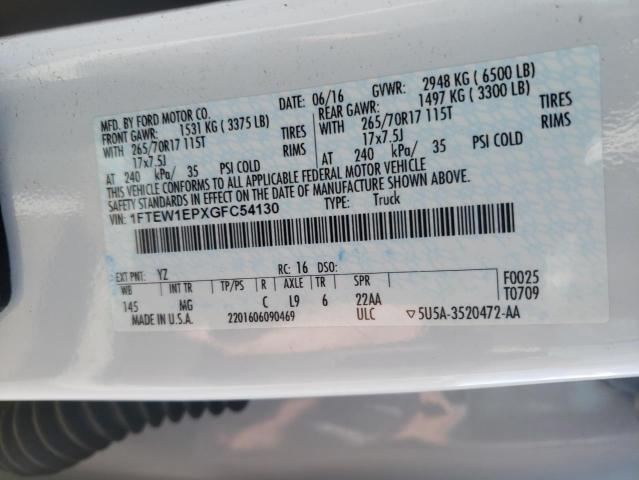 MFD. BY FORD MOTOR CO.
DATE: 06/16 GVWR: 2948 KG ( 6500 LB)
FRONT GAWR: 1531 KG ( 3375 LB) REAR GAWR: 1497 KG ( 3300 LB)
WITH 265/70R17 115T TIRES WITH 265/70R17 115T TIRES
17x7.5J RIMS 17x7.5J RIMS
AT 240 kPa/ 35 PSI COLD AT 240 kPa/ 35 PSI COLD
THIS VEHICLE CONFORMS TO ALL APPLICABLE FEDERAL MOTOR VEHICLE
SAFETY STANDARDS IN EFFECT ON THE DATE OF MANUFACTURE SHOWN ABOVE.
VIN: 1FTEW1EPXGFC54130 TYPE: Truck
EXT PNT: YZ RC: 16 DSO: F0025
WB INT TR TP/PS R AXLE TR SPR T0709
145 MG C L9 6 22AA
MADE IN U.S.A. 2201606090469 ULC ▽5U5A-3520472-AA